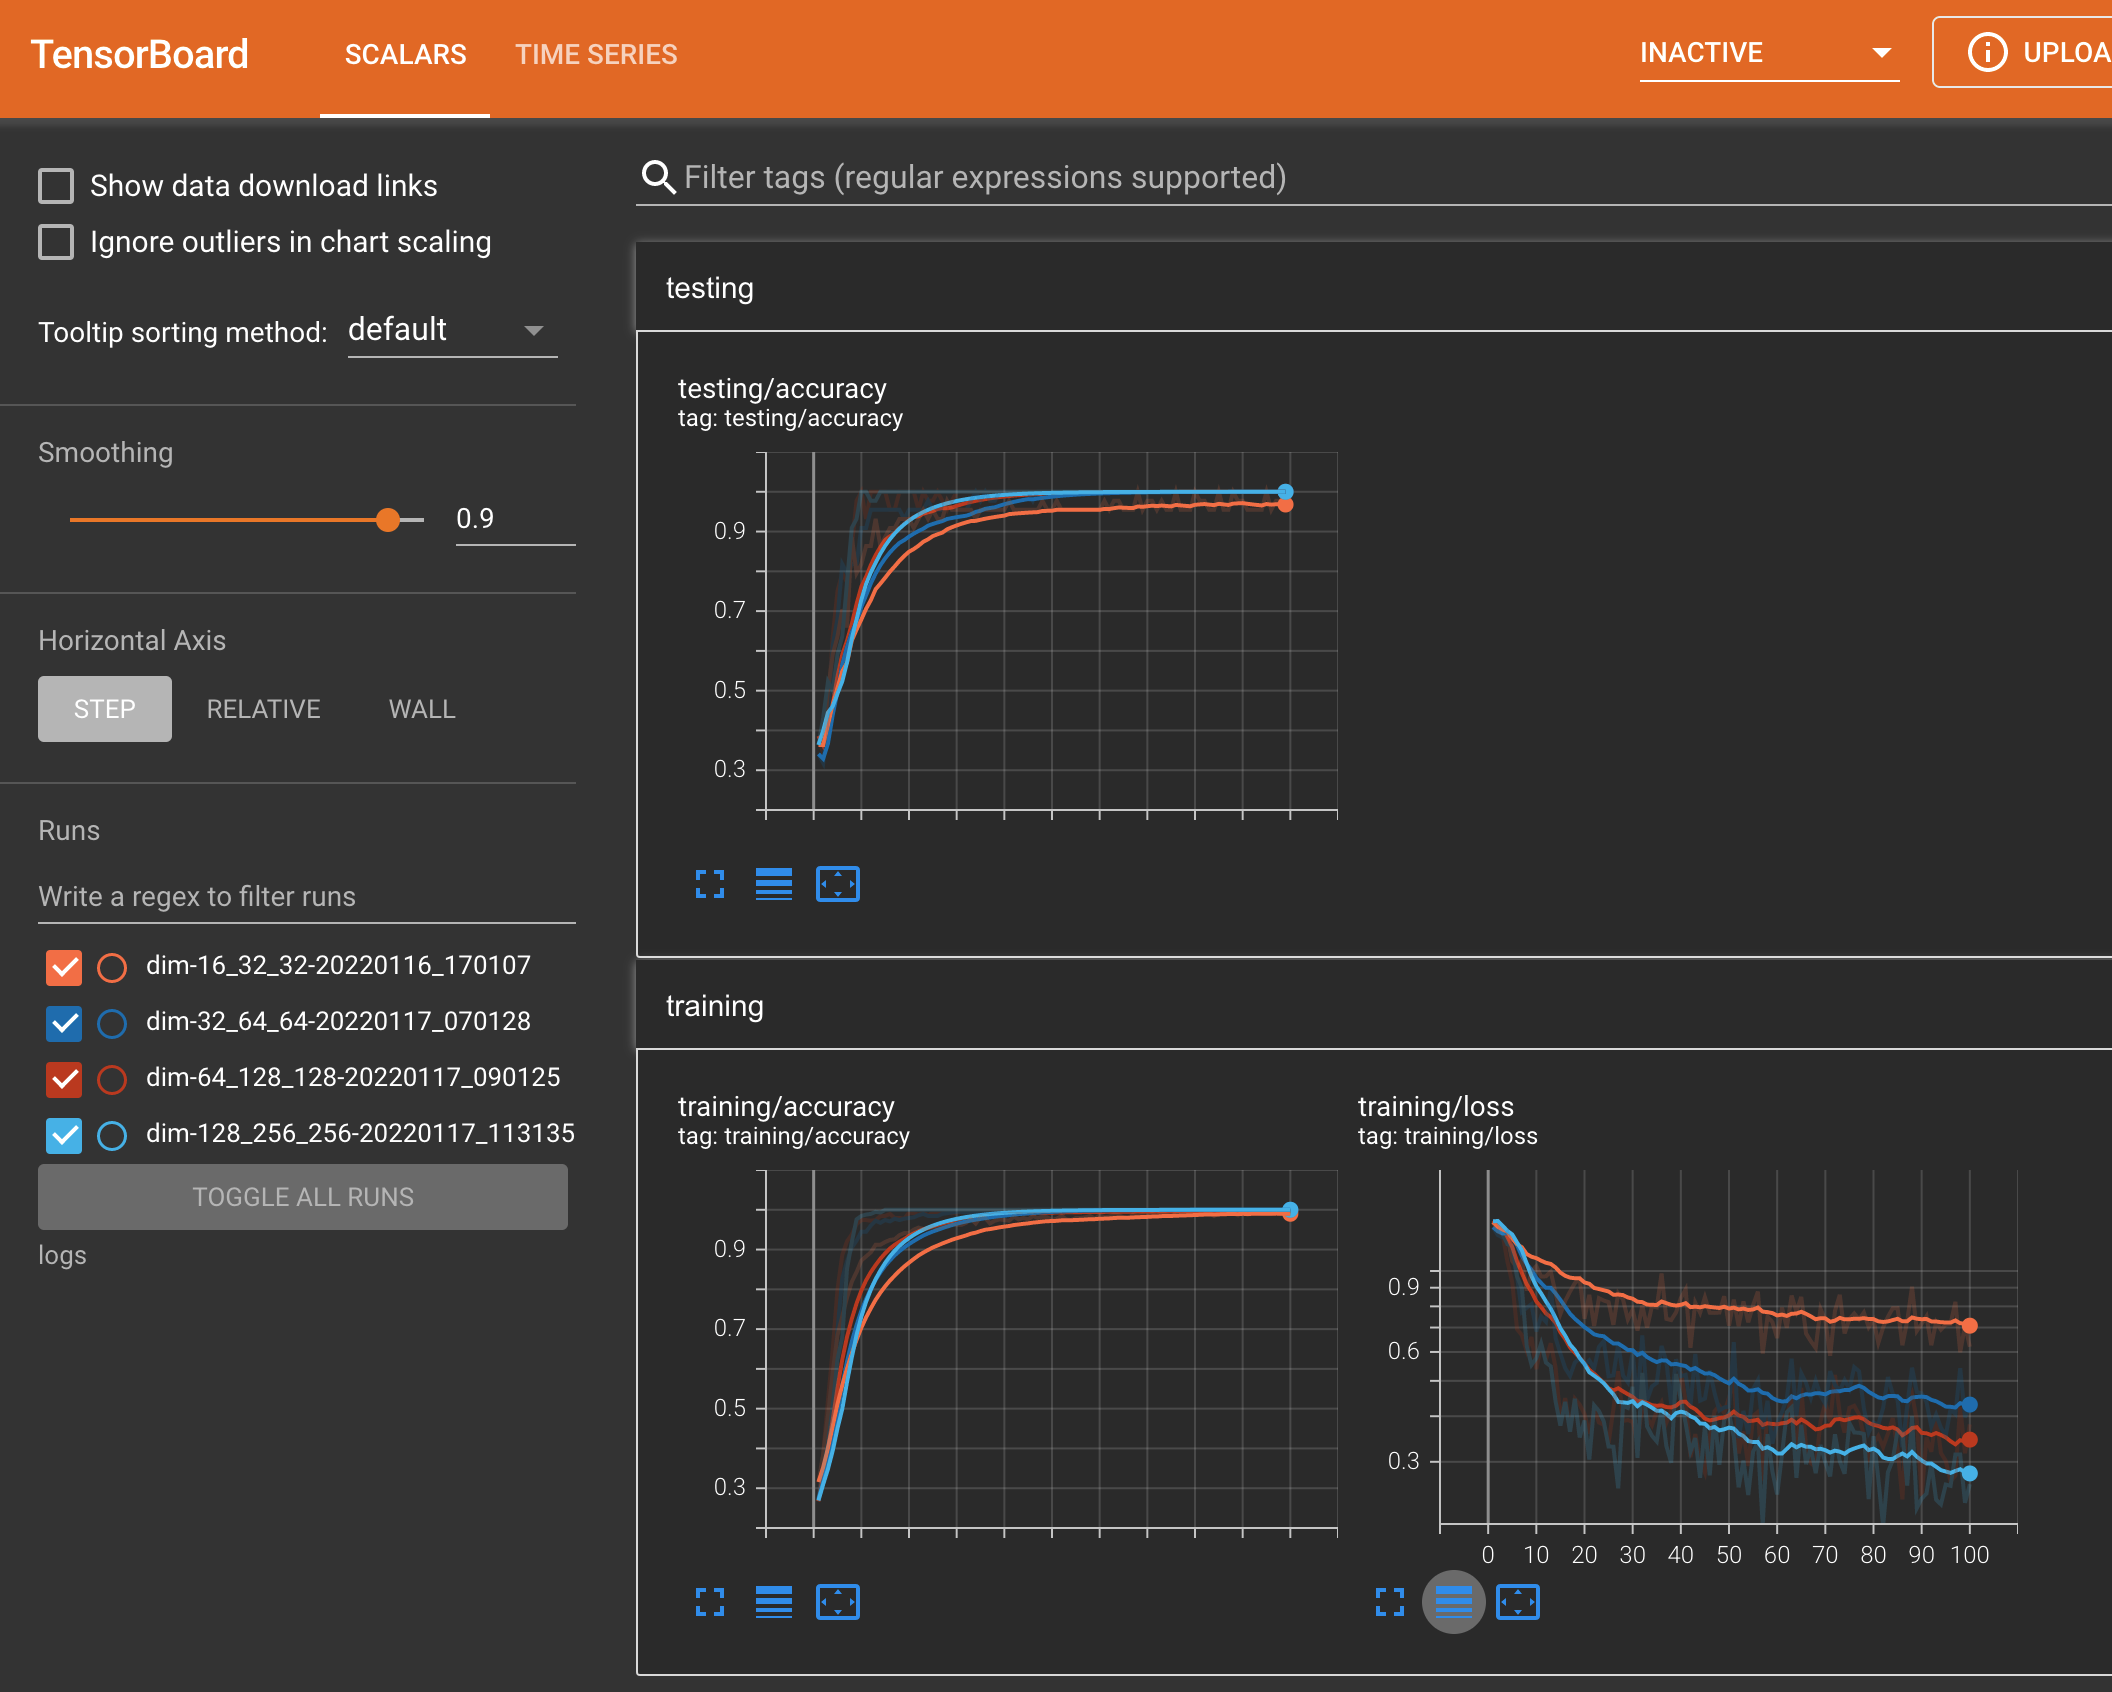 TensorBoard
SCALARS
TIME SERIES
INACTIVE
UPLOA
Show data download links
Ignore outliers in chart scaling
Tooltip sorting method: default
Smoothing
0.9
Horizontal Axis
STEP
RELATIVE
WALL
Runs
Write a regex to filter runs
dim-16_32_32-20220116_170107
dim-32_64_64-20220117_070128
dim-64_128_128-20220117_090125
dim-128_256_256-20220117_113135
TOGGLE ALL RUNS
logs
Filter tags (regular expressions supported)
testing
testing/accuracy
tag: testing/accuracy
0.9
0.7
0.5
0.3
training
training/accuracy
tag: training/accuracy
0.9
0.7
0.5
0.3
training/loss
tag: training/loss
0.9
0.6
0.3
0 10 20 30 40 50 60 70 80 90 100